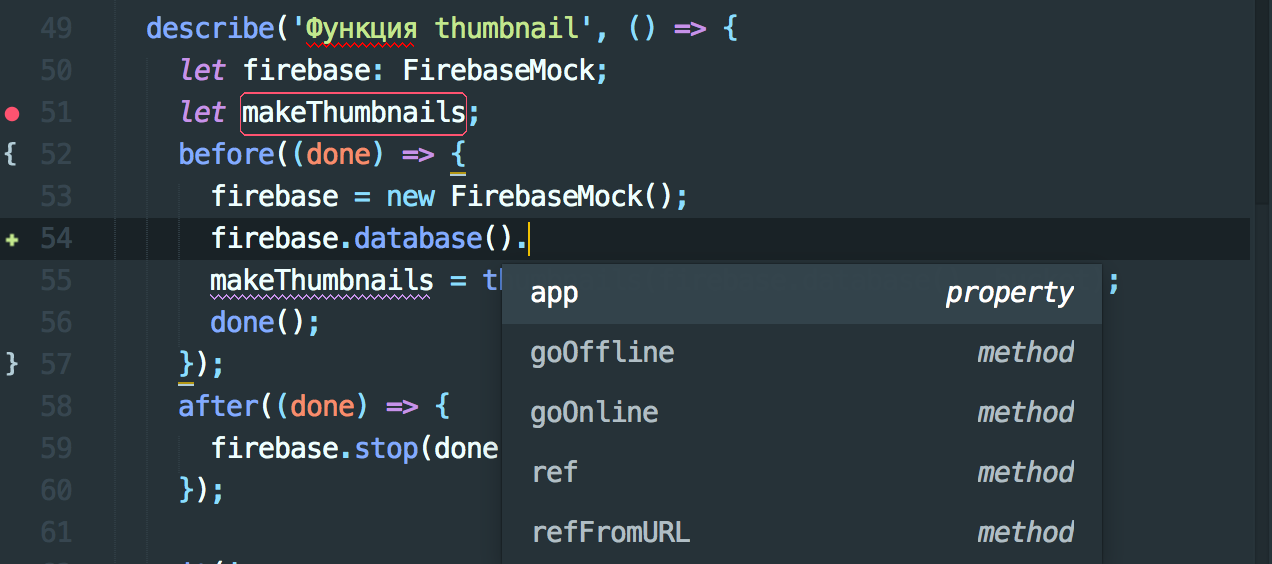 49 describe('Функция thumbnail', () => {
50 let firebase: FirebaseMock;
51 let makeThumbnails;
{ 52 before((done) => {
53 firebase = new FirebaseMock();
54 firebase.database().
55 makeThumbnails = th ;
app property
56 done();
goOffline method
} 57 });
goOnline method
58 after((done) => {
59 firebase.stop(done
ref method
60 });
refFromURL method
61